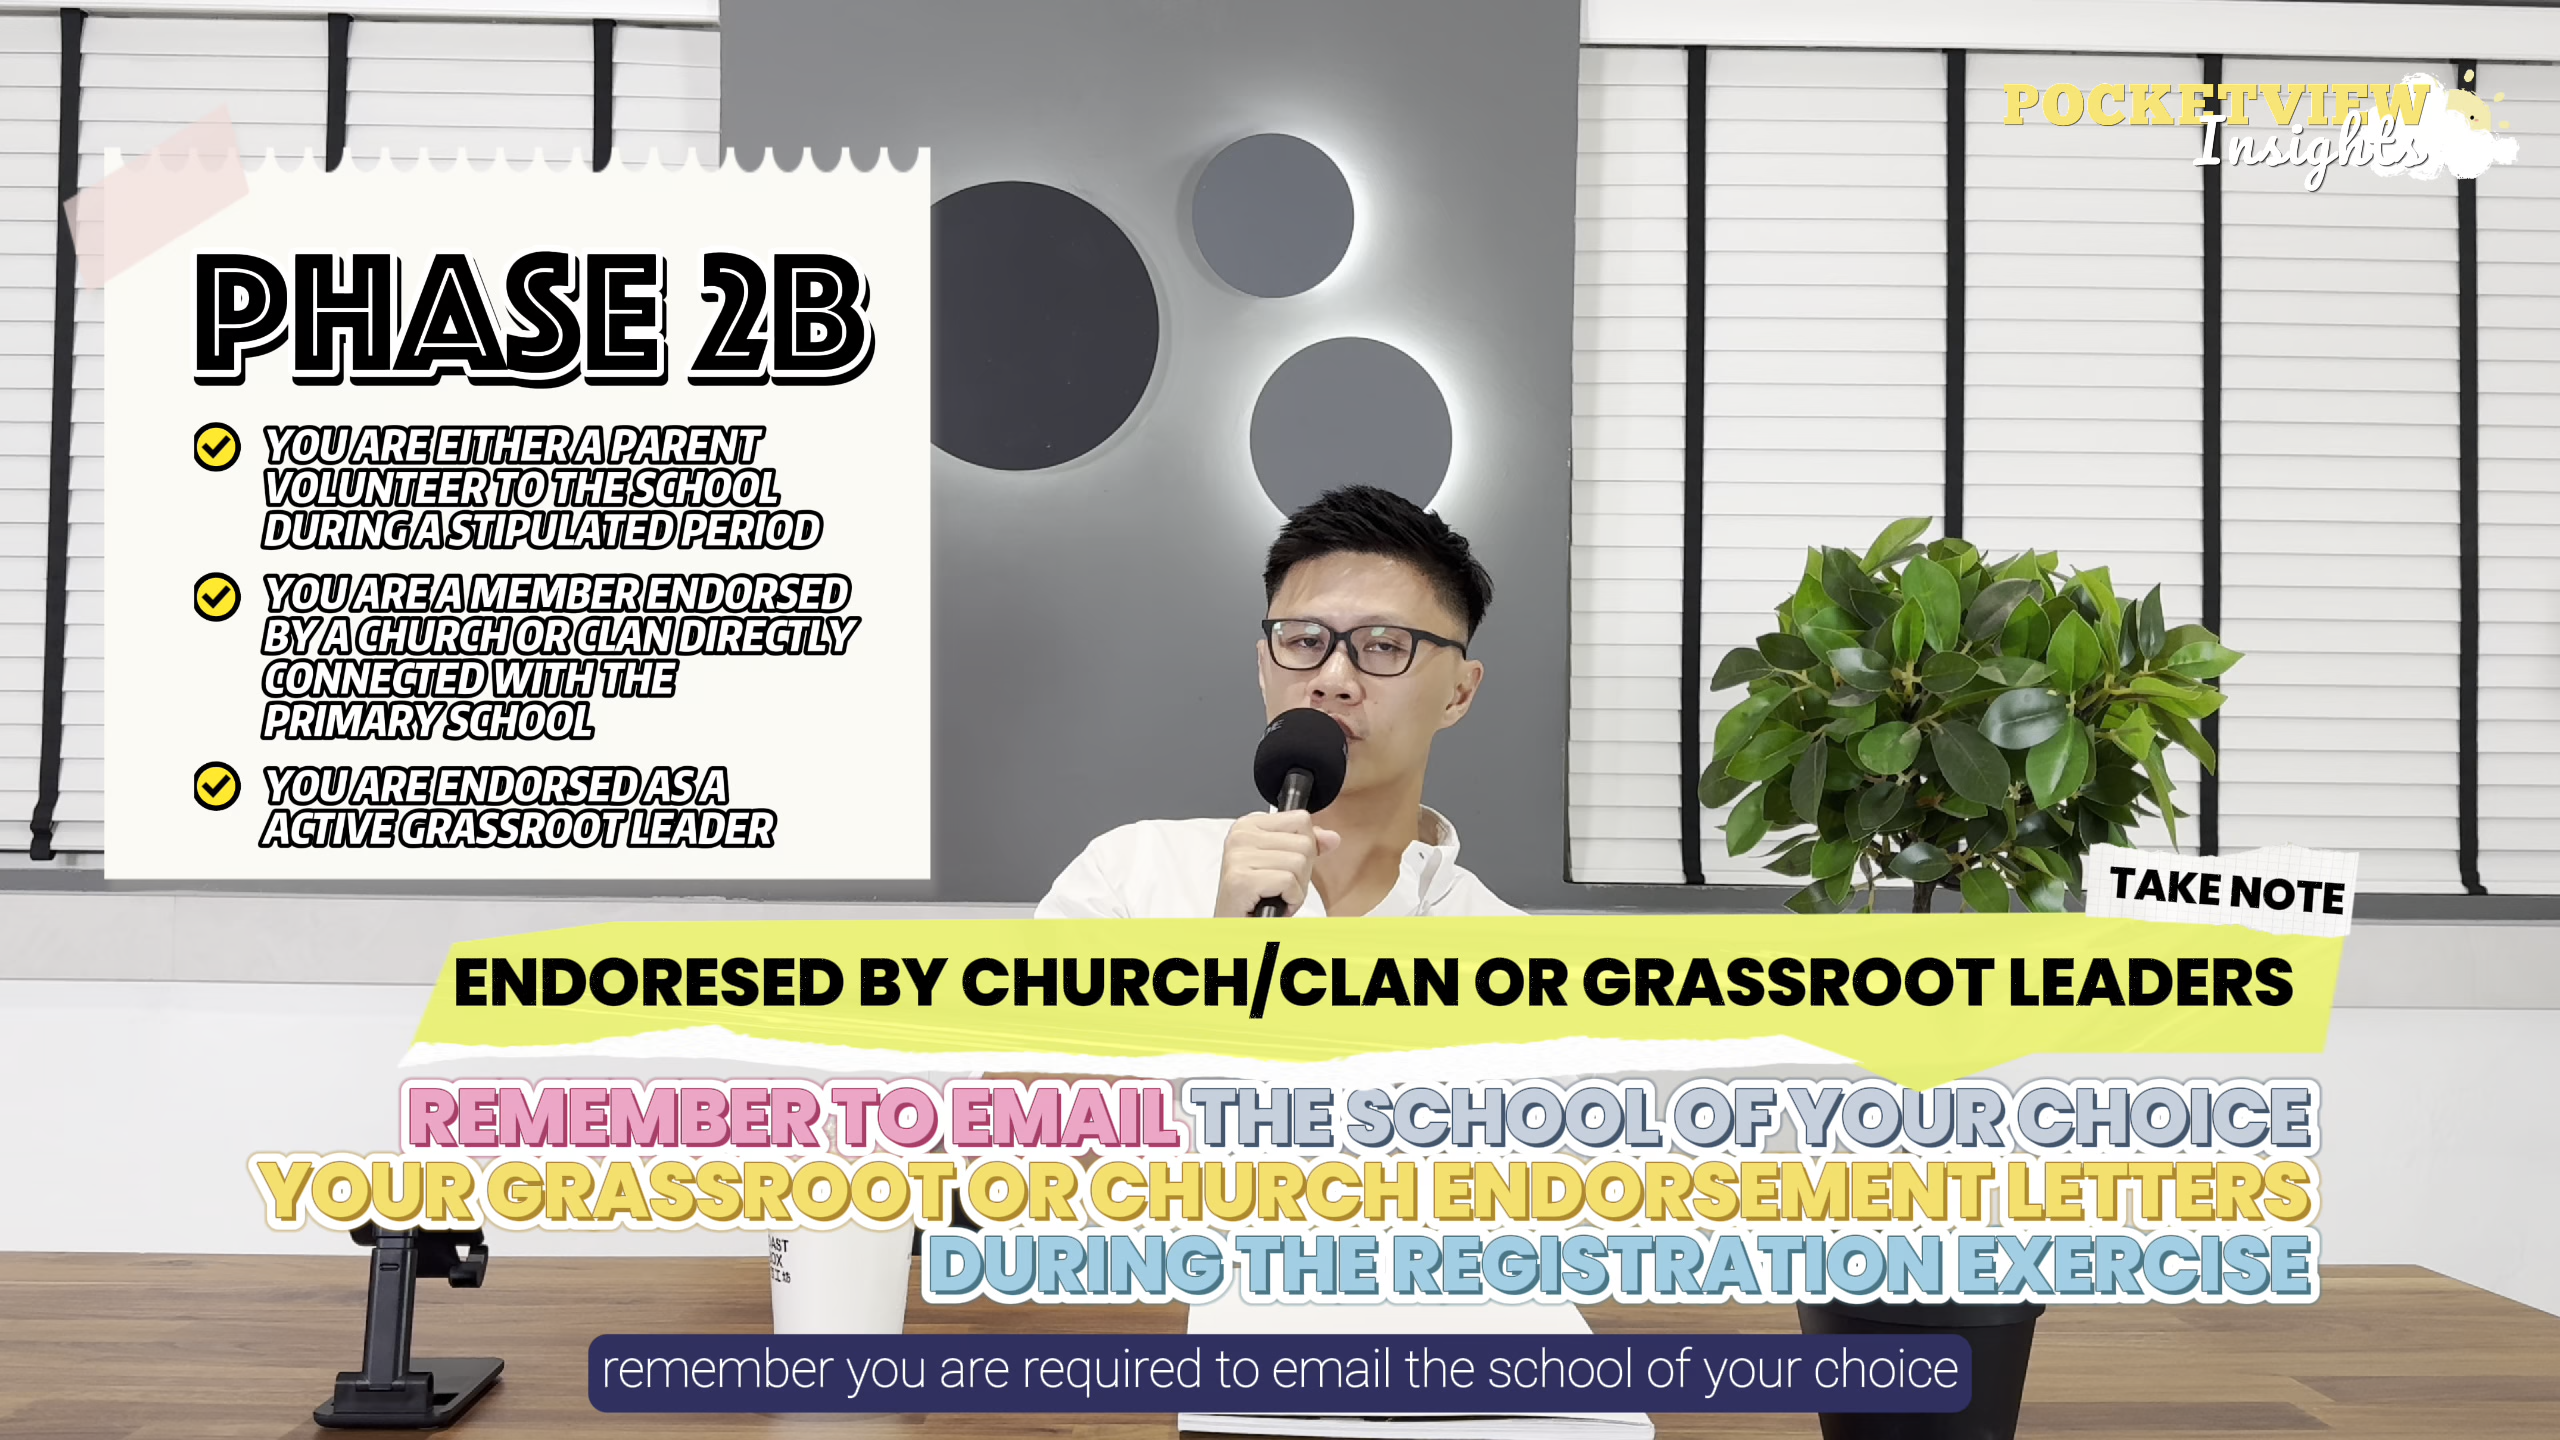 POCKETVIEW
Insights
PHASE 2B
YOU ARE EITHER A PARENT
VOLUNTEER TO THE SCHOOL
DURING A STIPULATED PERIOD
YOU ARE A MEMBER ENDORSED
BY A CHURCH OR CLAN DIRECTLY
CONNECTED WITH THE
PRIMARY SCHOOL
YOU ARE ENDORSED AS A
ACTIVE GRASSROOT LEADER
TAKE NOTE
ENDORESED BY CHURCH/CLAN OR GRASSROOT LEADERS
REMEMBER TO EMAIL THE SCHOOL OF YOUR CHOICE
YOUR GRASSROOT OR CHURCH ENDORSEMENT LETTERS
DURING THE REGISTRATION EXERCISE
remember you are required to email the school of your choice